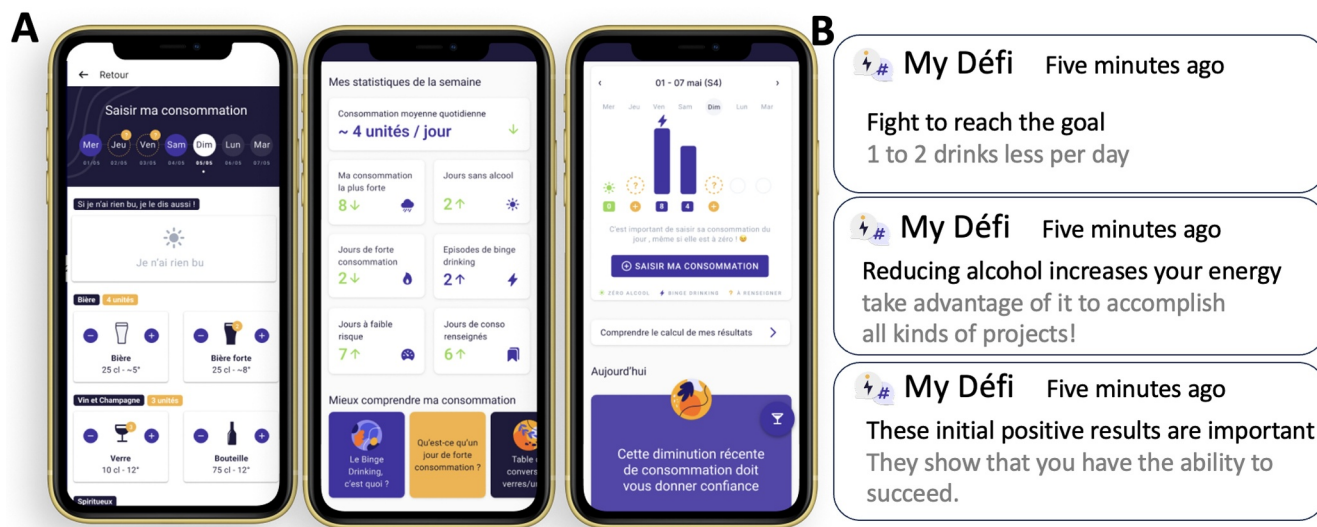 A
Retour
Saisir ma consommation
Mer Jeu Ven Sam Dim Lun Mar
01/05 02/05 03/05 04/05 05/05 06/05 07/05
Si je n'ai rien bu, je le dis aussi !
Je n'ai rien bu
Bière 4 unités
Bière
25 cl - ~5°
Bière forte
25 cl - ~8°
Vin et Champagne 3 unités
Verre
10 cl - 12°
Bouteille
75 cl - 12°
Spiritueux
Mes statistiques de la semaine
Consommation moyenne quotidienne
~ 4 unités / jour
Ma consommation
la plus forte
8
Jours sans alcool
2
Jours de forte
consommation
2
Episodes de binge
drinking
2
Jours à faible
risque
7
Jours de conso
renseignés
6
Mieux comprendre ma consommation
Le Binge
Drinking,
c'est quoi ?
Qu'est-ce qu'un
jour de forte
consommation ?
Table
convers
verres/un
01 - 07 mai (S4)
Mer Jeu Ven Sam Dim Lun Mar
? ?
0 + 8 4 +
C'est important de saisir sa consommation du
jour , même si elle est à zéro !
SAISIR MA CONSOMMATION
ZÉRO ALCOOL BINGE DRINKING ? À RENSEIGNER
Comprendre le calcul de mes résultats
Aujourd'hui
Cette diminution récente
de consommation doit
vous donner confiance
B
# My Défi Five minutes ago
Fight to reach the goal
1 to 2 drinks less per day
# My Défi Five minutes ago
Reducing alcohol increases your energy
take advantage of it to accomplish
all kinds of projects!
# My Défi Five minutes ago
These initial positive results are important
They show that you have the ability to
succeed.